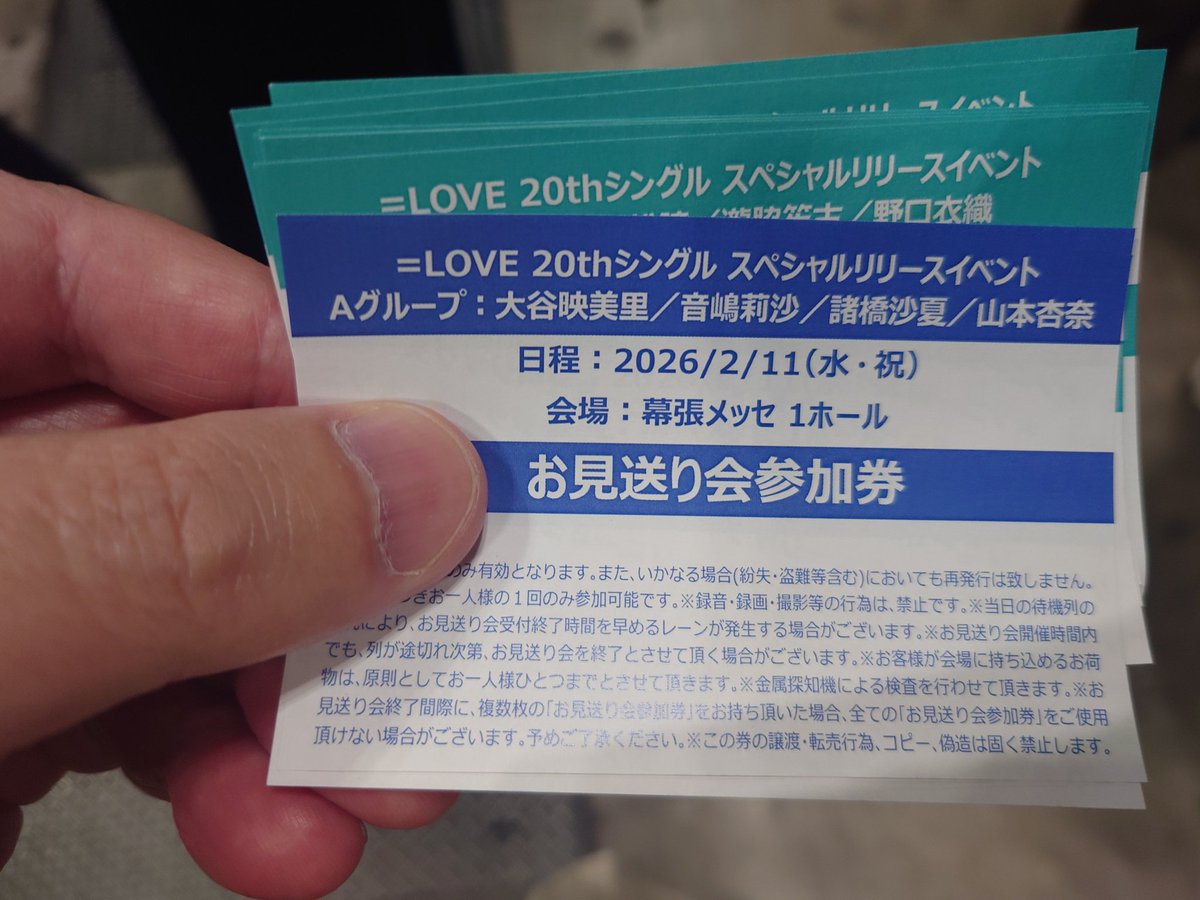 ルリリースイベント
=LOVE 20thシングル スペシャルリリースイベント
／瀧脇笙古／野口衣織
=LOVE 20thシングル スペシャルリリースイベント
Aグループ：大谷映美里／音嶋莉沙／諸橋沙夏／山本杏奈
日程：2026/2/11(水・祝)
会場：幕張メッセ 1ホール
お見送り会参加券
のみ有効となります。また、いかなる場合(紛失・盗難等含む)においても再発行は致しません。
お一人様の１回のみ参加可能です。※録音・録画・撮影等の行為は、禁止です。※当日の待機列の
により、お見送り会受付終了時間を早めるレーンが発生する場合がございます。※お見送り会開催時間内
でも、列が途切れ次第、お見送り会を終了とさせて頂く場合がございます。※お客様が会場に持ち込めるお荷
物は、原則としてお一人様ひとつまでとさせて頂きます。※金属探知機による検査を行わせて頂きます。※お
見送り会終了間際に、複数枚の「お見送り会参加券」をお持ち頂いた場合、全ての「お見送り会参加券」をご使用
頂けない場合がございます。予めご了承ください。※この券の譲渡・転売行為、コピー、偽造は固く禁止します。